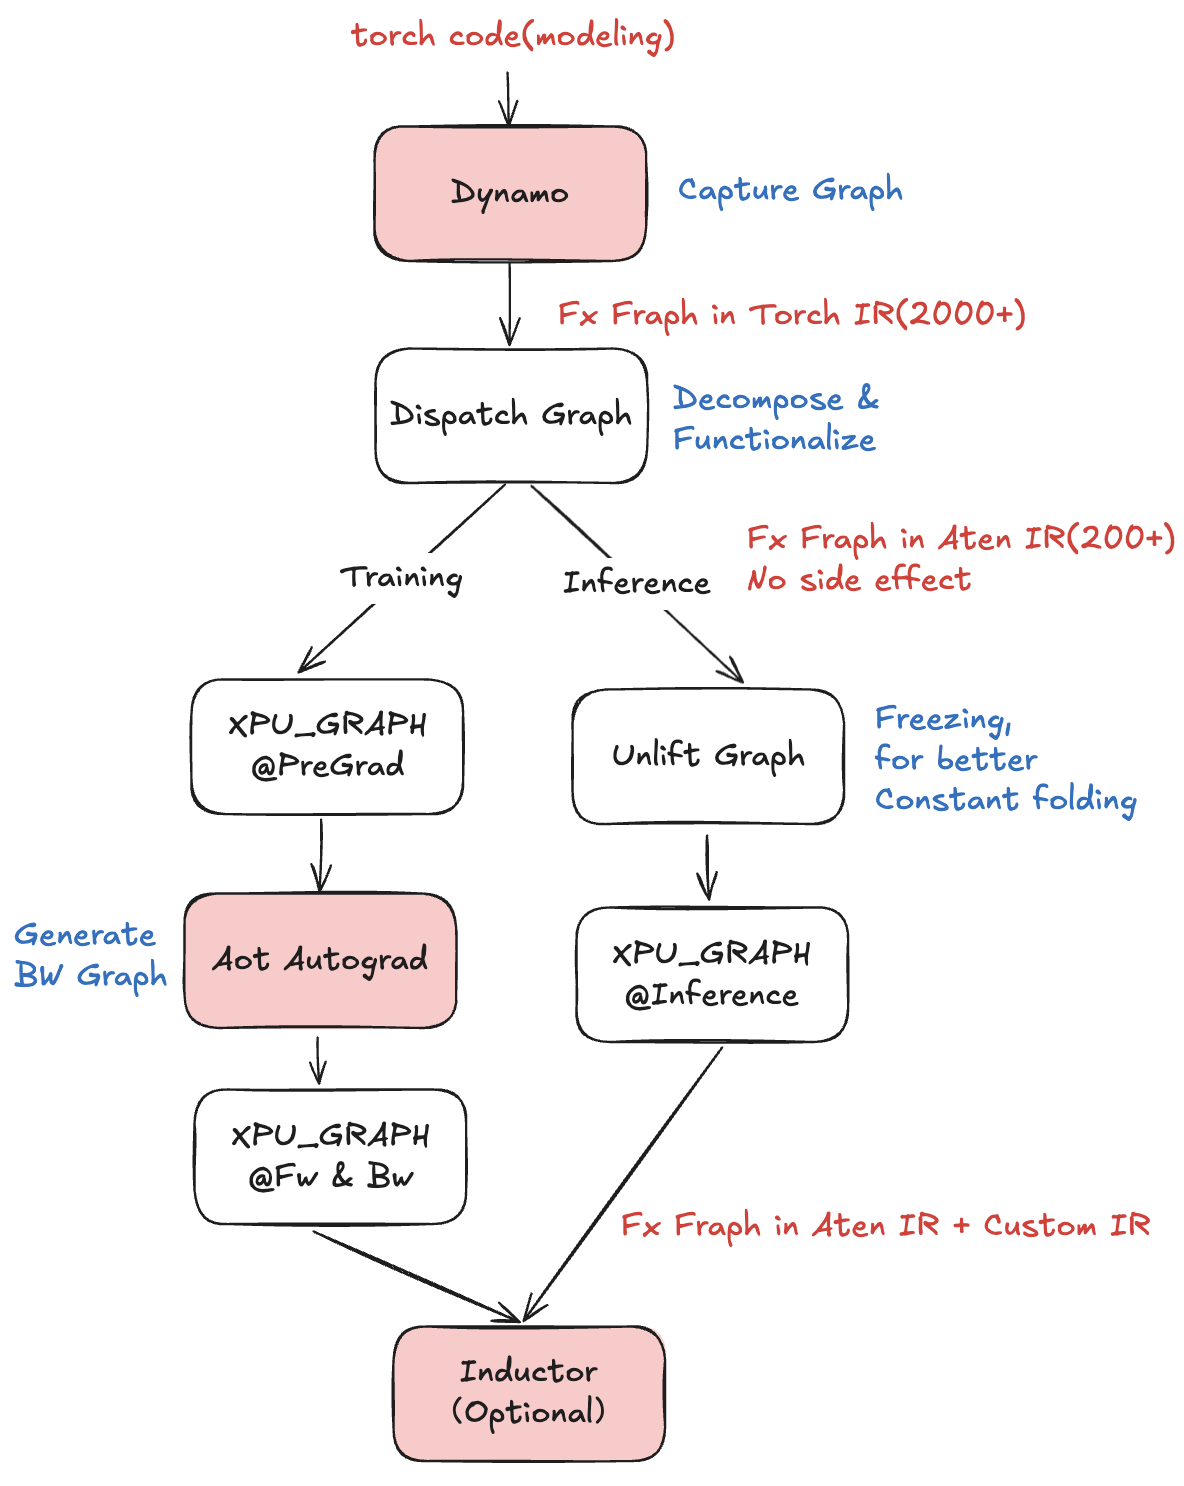 torch code(modeling)
Dynamo
Capture Graph
Fx Fraph in Torch IR(2000+)
Dispatch Graph
Decompose &
Functionalize
Fx Fraph in Aten IR(200+)
No side effect
Training
Inference
XPU_GRAPH
@PreGrad
Unlift Graph
Freezing,
for better
Constant folding
Generate
BW Graph
Aot Autograd
XPU_GRAPH
@Inference
XPU_GRAPH
@Fw & Bw
Fx Fraph in Aten IR + Custom IR
Inductor
(Optional)